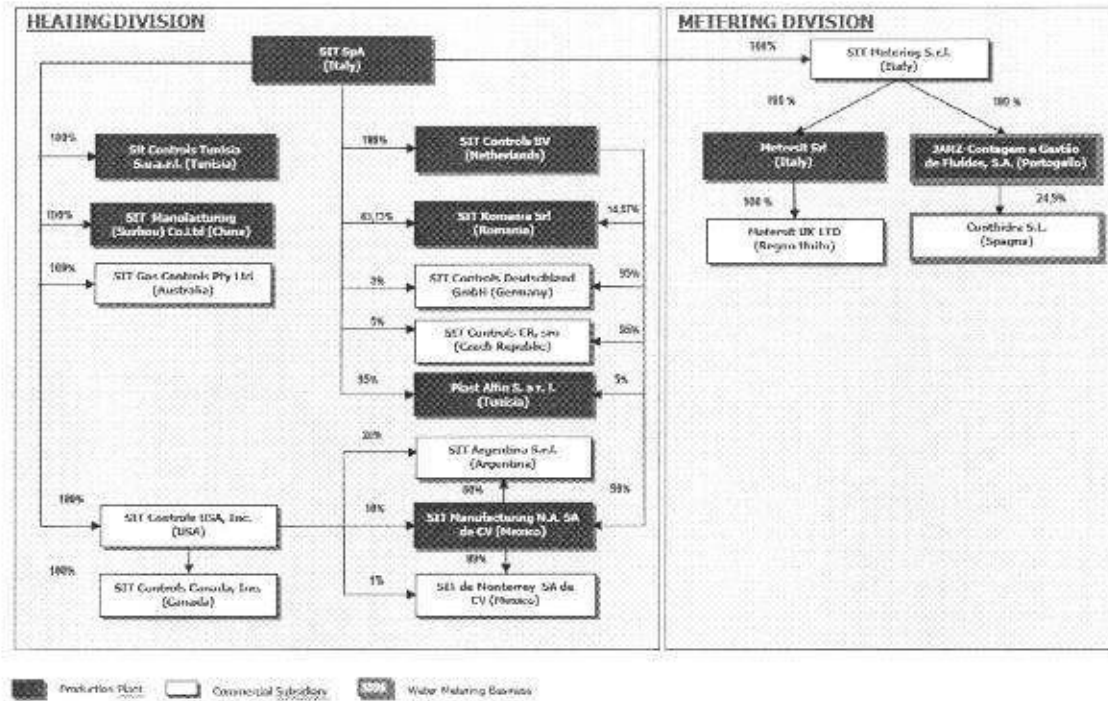 HEATING DIVISION
METERING DIVISION
SIT SpA
(Italy)
100%
SIT Metering S.r.l.
(Italy)
100%
Sit Controls Tunisia
S.u.a.r.l. (Tunisia)
100%
SIT Controls BV
(Netherlands)
100 %
100 %
Metersit Srl
(Italy)
JANZ-Contagem e Gestão
de Fluidos, S.A. (Portogallo)
100%
SIT Manufacturing
(Suzhou) Co.Ltd (China)
SIT Romania Srl
(Romania)
100 %
24,9%
Metersit UK LTD
(Regno Unito)
Conthidra S.L.
(Spagna)
100%
SIT Gas Controls Pty Ltd
(Australia)
SIT Controls Deutschland
GmbH (Germany)
5%
SIT Controls CR, sro
(Czech Republic)
95%
Plast Alfin S. a r. l.
(Tunisia)
5%
20%
SIT Argentina S.r.l.
(Argentina)
100%
SIT Controls USA, Inc.
(USA)
10%
SIT Manufacturing N.A. SA
de CV (Mexico)
100%
SIT Controls Canada, Inc.
(Canada)
1%
SIT de Monterrey SA de
CV (Mexico)
Production Plant
Commercial Subsidiary
Water Metering Business